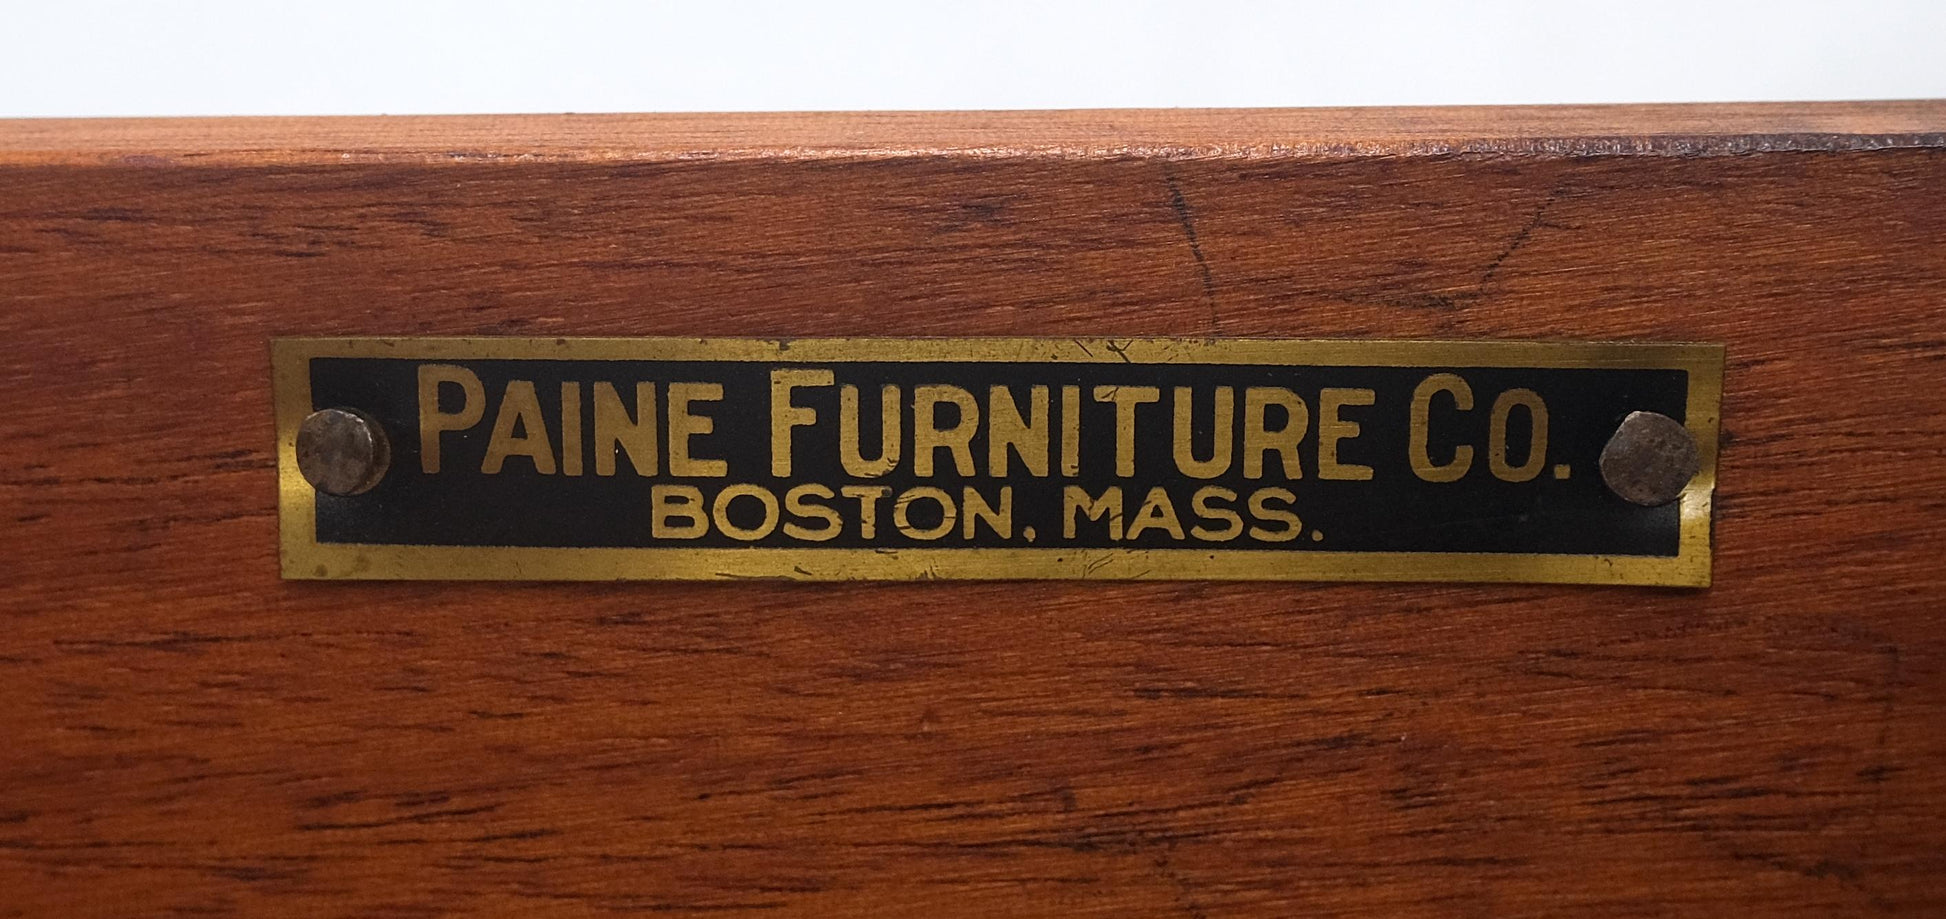 PAINE FURNITURE CO.
BOSTON, MASS.